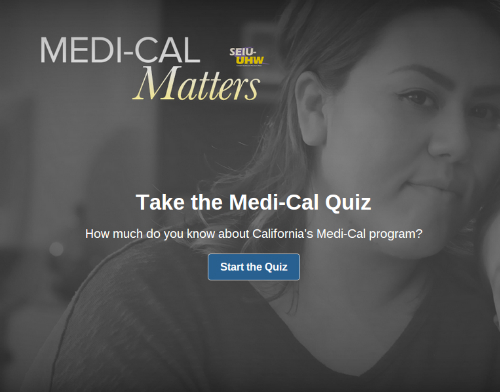 MEDI-CAL
SEIU-
UHW
Matters
Take the Medi-Cal Quiz
How much do you know about California's Medi-Cal program?
Start the Quiz